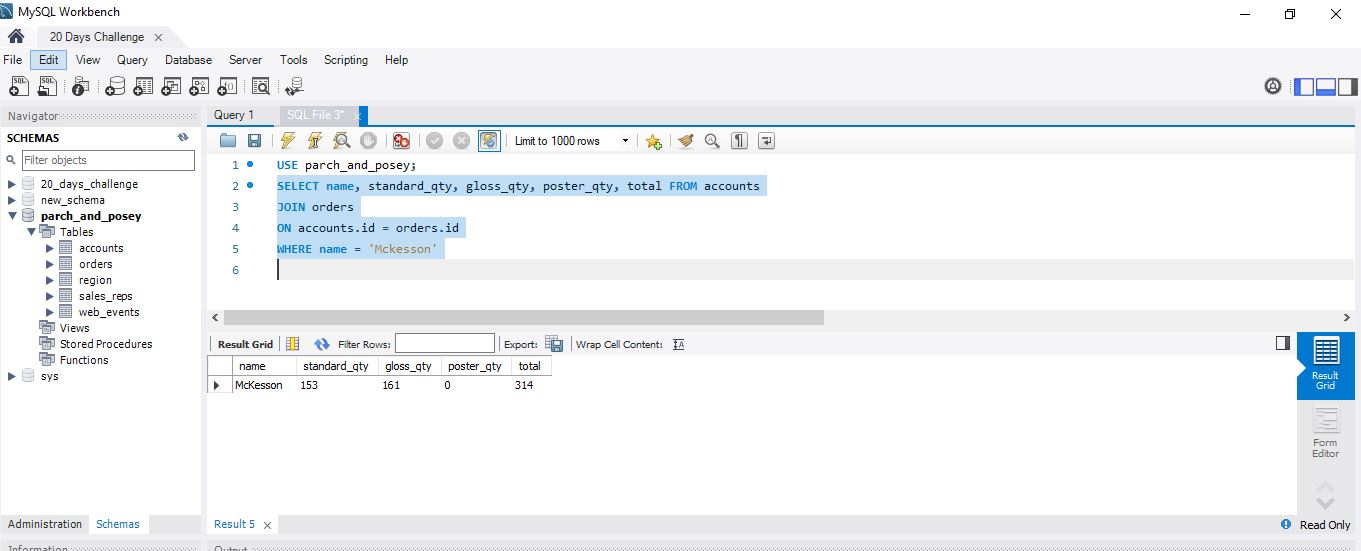 MySQL Workbench
20 Days Challenge
File Edit View Query Database Server Tools Scripting Help
Navigator
SCHEMAS
Filter objects
20_days_challenge
new_schema
parch_and_posey
Tables
accounts
orders
region
sales_reps
web_events
Views
Stored Procedures
Functions
sys
Administration Schemas
Information
Query 1 SQL File 3*
Limit to 1000 rows
1 USE parch_and_posey;
2 SELECT name, standard_qty, gloss_qty, poster_qty, total FROM accounts
3 JOIN orders
4 ON accounts.id = orders.id
5 WHERE name = 'Mckesson'
6
Result Grid Filter Rows: Export: Wrap Cell Content:
name standard_qty gloss_qty poster_qty total
McKesson 153 161 0 314
Result
Grid
Form
Editor
Result 5
Read Only
Output